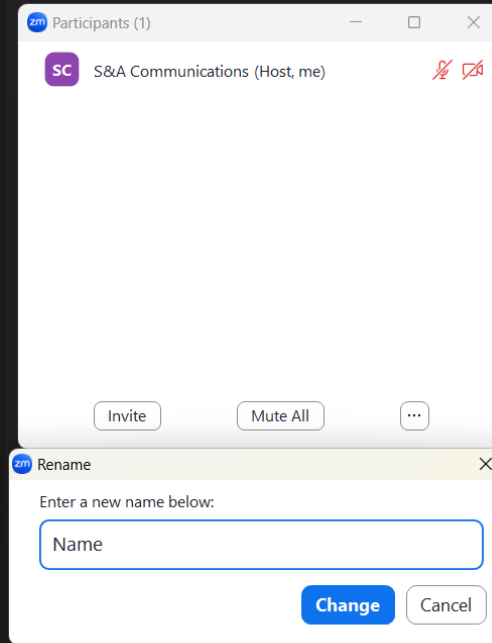 zm Participants (1)
SC S&A Communications (Host, me)
Invite Mute All ...
zm Rename
Enter a new name below:
Name
Change Cancel